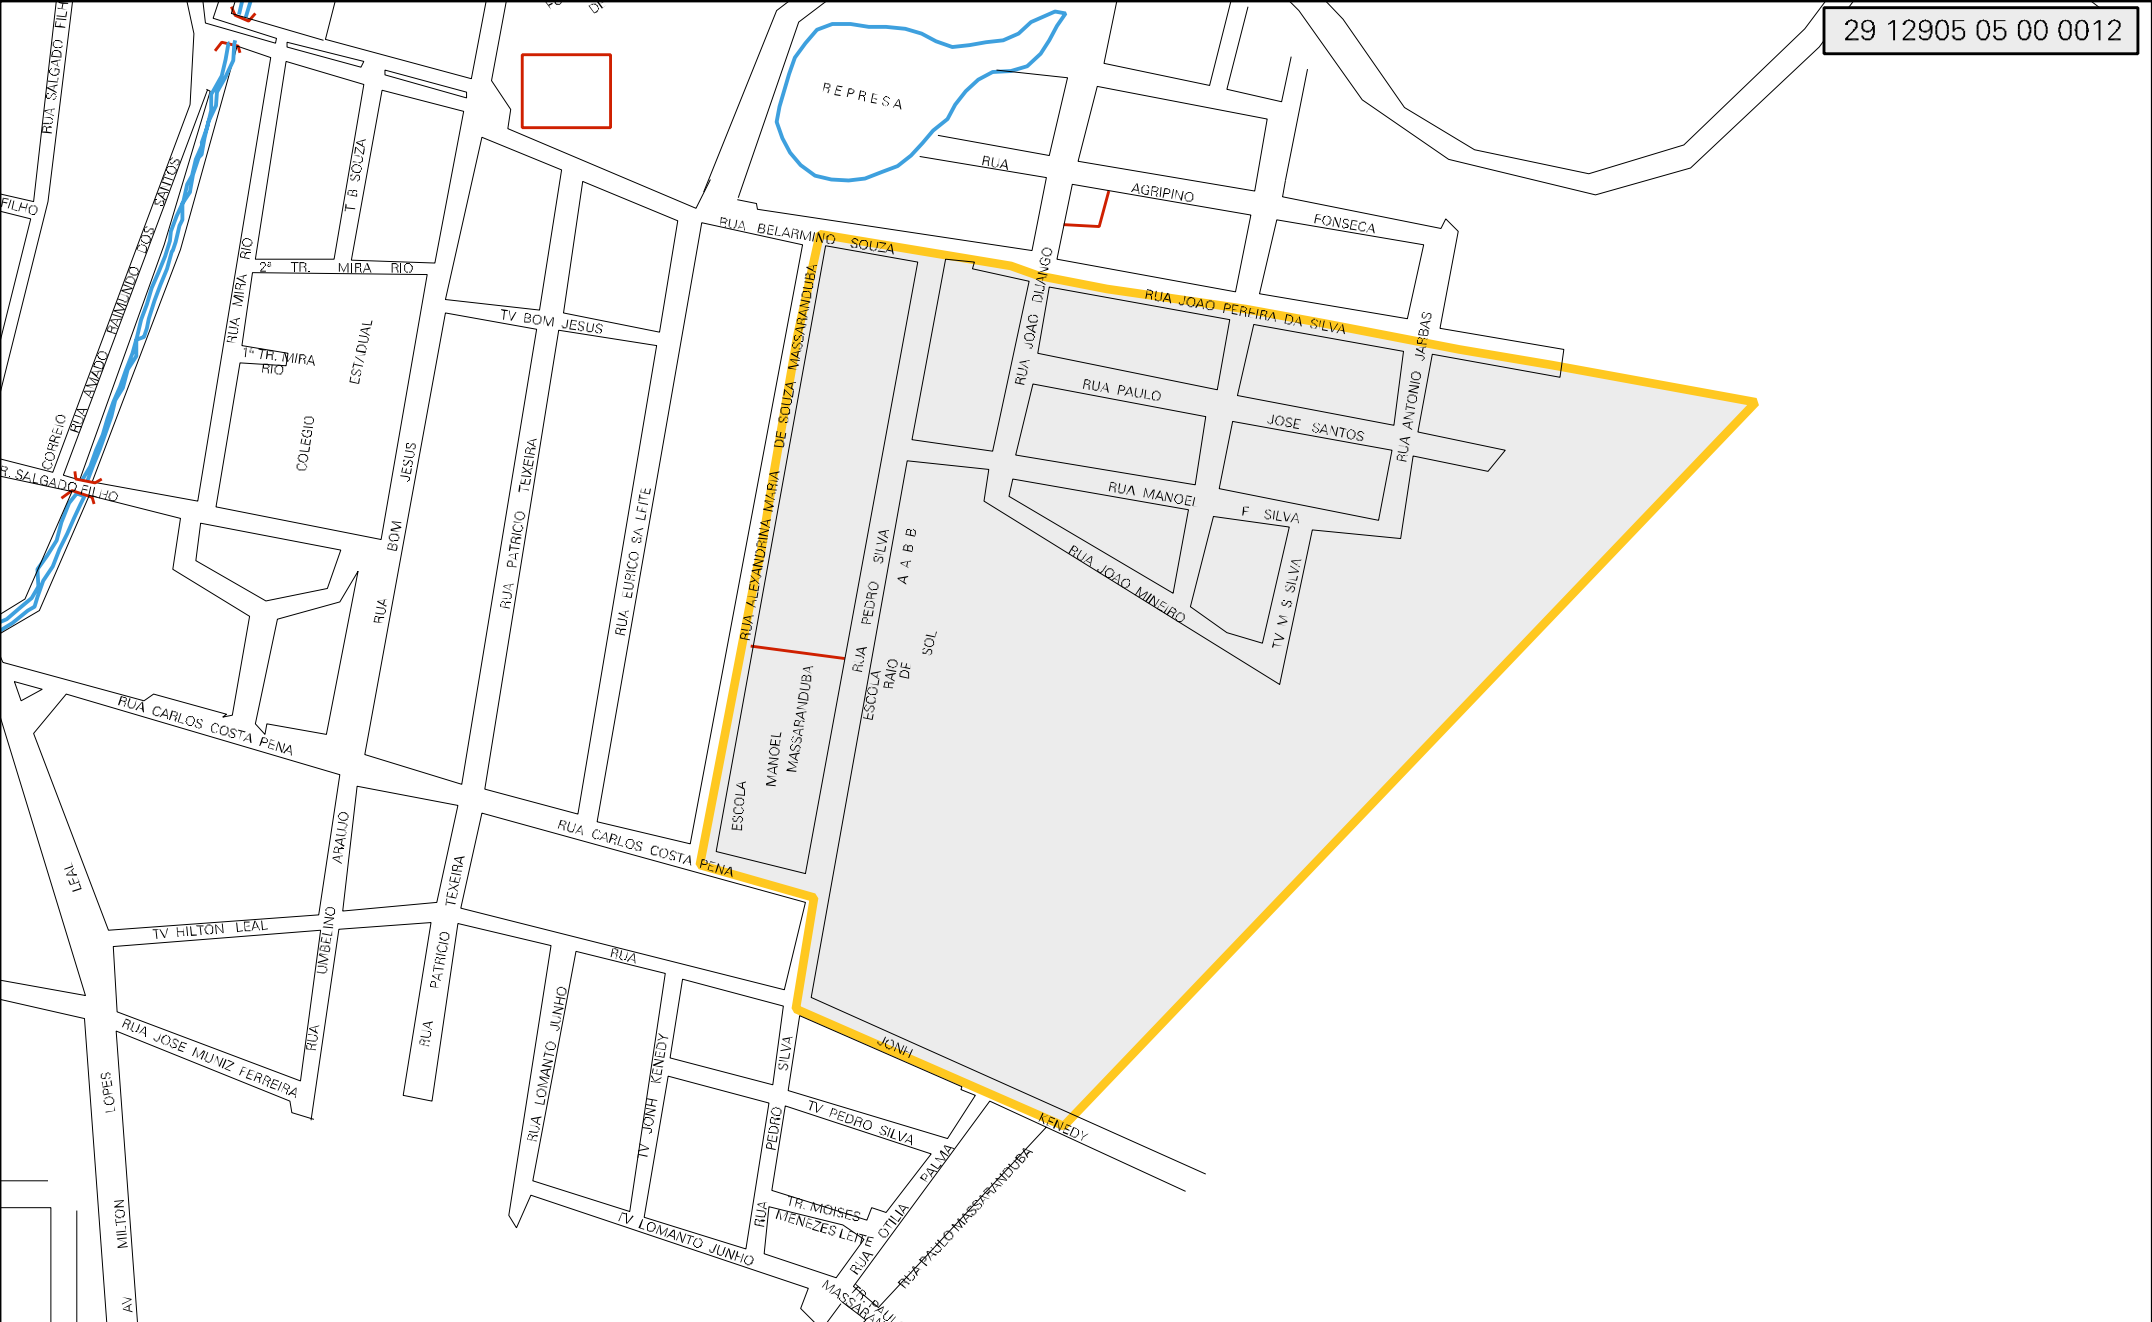 29 12905 05 00 0012
RUA SALGADO FILH
REPRESA
RUA
AGRIPINO
FONSECA
T B SOUZA
SANTOS
DOS
RAIMUNDO
RUA AMADO
FILHO
RUA BELARMINO SOUZA
RUA MIRA RIO
2ª TR. MIRA RIO
1ª TR. MIRA
RIO
TV BOM JESUS
ESTADUAL
COLEGIO
CORREIO
R. SALGADO FILHO
RUA JOAO DUANGO
RUA JOAO PEREIRA DA SILVA
RUA ANTONIO JARBAS
RUA PAULO
JOSE SANTOS
RUA MANOEL
F SILVA
RUA JOAO MINEIRO
TV M S SILVA
RUA BOM JESUS
RUA PATRICIO TEIXEIRA
RUA EURICO SA LEITE
RUA ALEXANDRINA MARIA DE SOUZA MASSARANDUBA
RUA PEDRO SILVA
A A B B
ESCOLA
RAIO
DE
SOL
ESCOLA
MANOEL
MASSARANDUBA
RUA CARLOS COSTA PENA
RUA CARLOS COSTA PENA
LEAL
TV HILTON LEAL
RUA UMBELINO ARAUJO
RUA PATRICIO TEXEIRA
RUA
JONH
KENEDY
RUA JOSE MUNIZ FERREIRA
LOPES
MILTON
AV
RUA LOMANTO JUNHO
TV JONH KENEDY
RUA PEDRO SILVA
TV PEDRO SILVA
TR. MOISES
MENEZES LEITE
TV LOMANTO JUNHO
RUA OTILIA PALMA
RUA PAULO MASSARANDUBA
TR. PAUL
MASSARAN